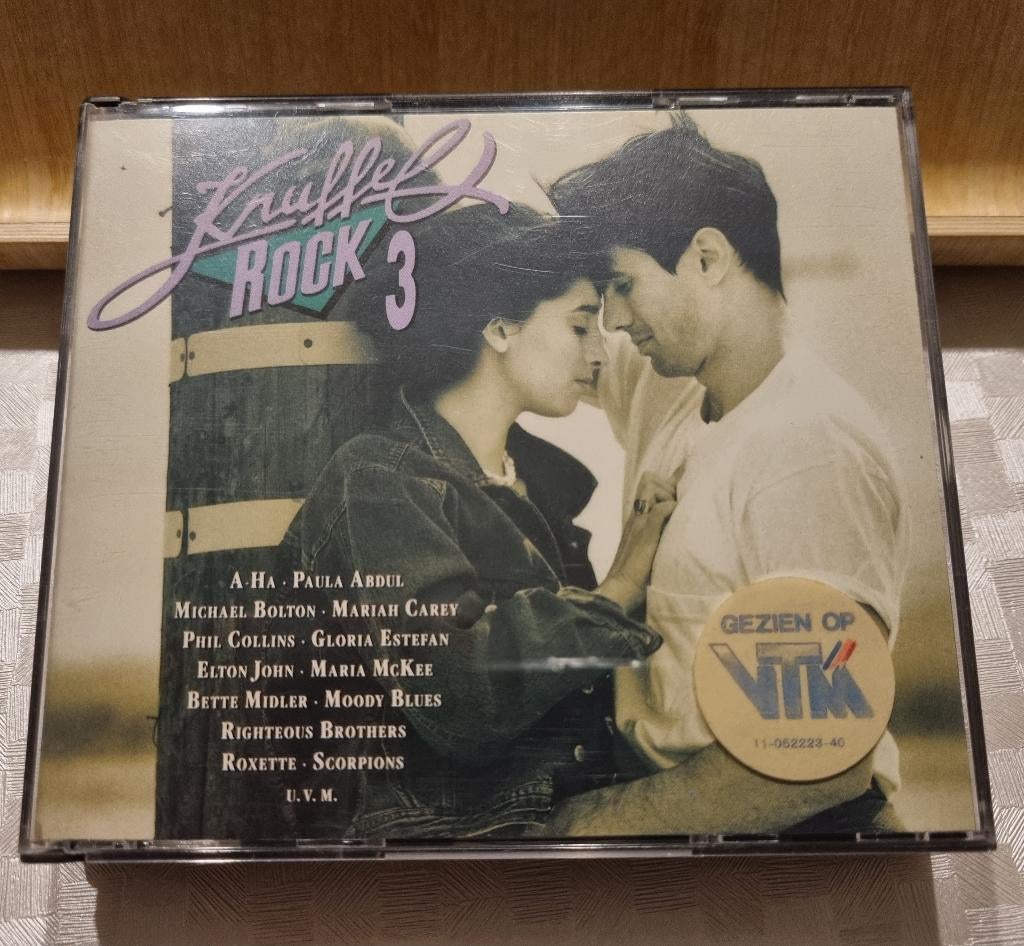 Knuffel
ROCK 3
A-HA · PAULA ABDUL
MICHAEL BOLTON · MARIAH CAREY
PHIL COLLINS · GLORIA ESTEFAN
ELTON JOHN · MARIA MCKEE
BETTE MIDLER · MOODY BLUES
RIGHTEOUS BROTHERS
ROXETTE · SCORPIONS
U.V.M.
GEZIEN OP
VTM
11-052223-40